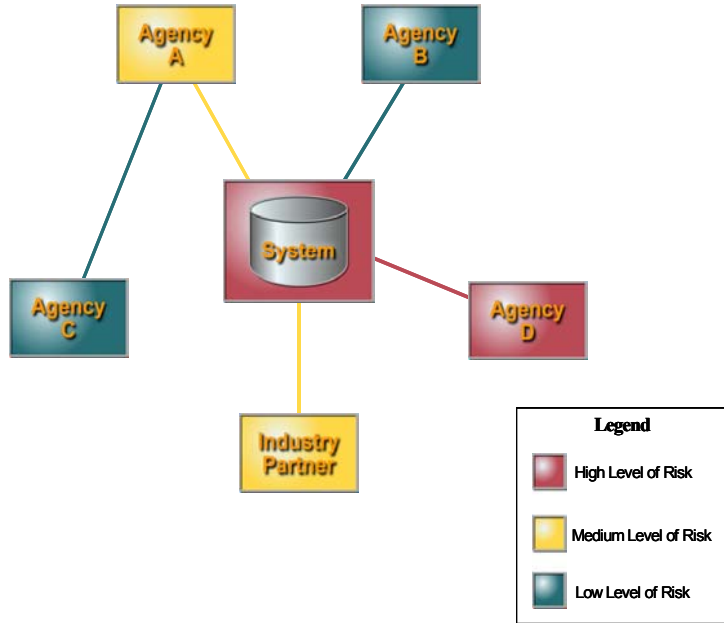 Agency
A
Agency
B
System
Agency
C
Agency
D
Industry
Partner
Legend
High Level of Risk
Medium Level of Risk
Low Level of Risk